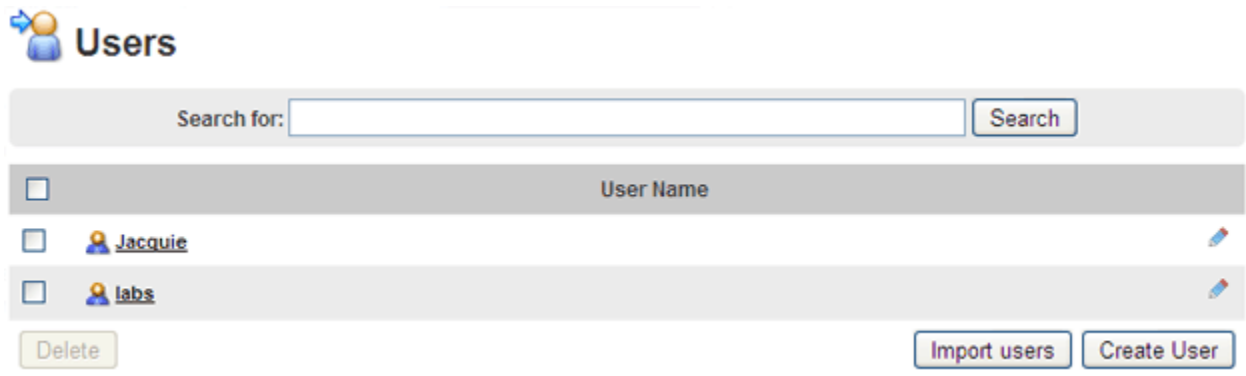 Users
Search for: Search
User Name
Jacquie
labs
Delete Import users Create User